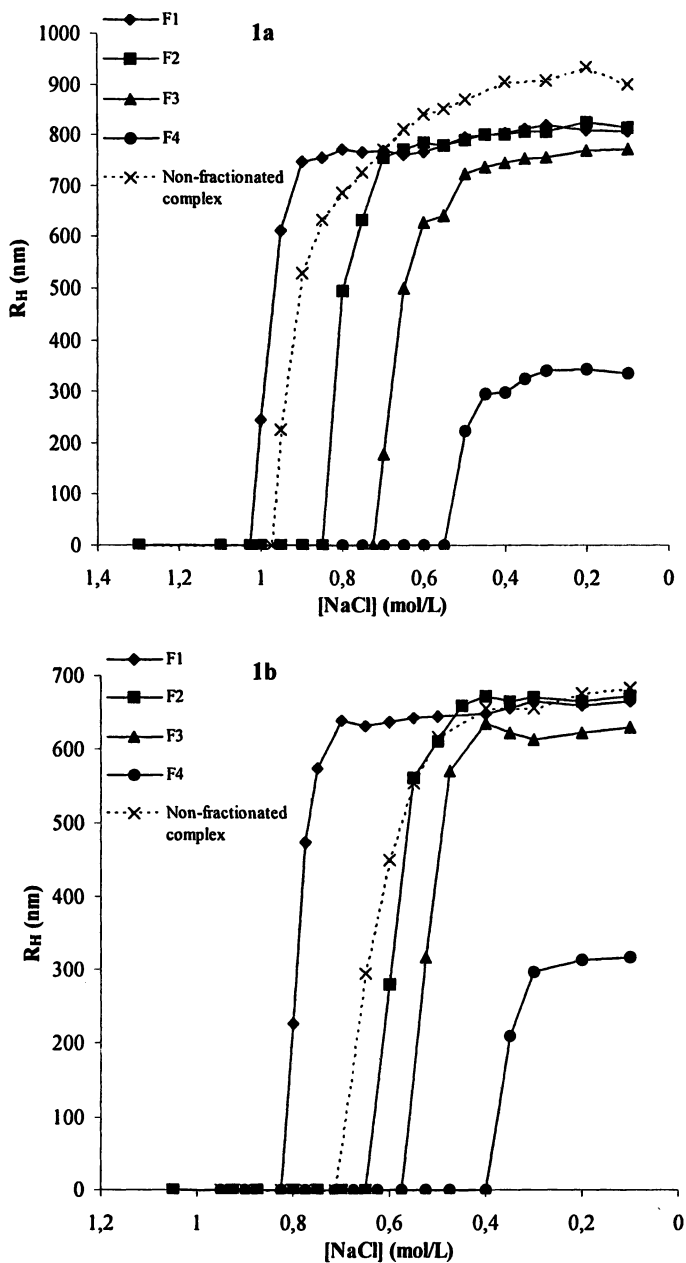 F1
1a
F2
F3
F4
Non-fractionated
complex
1000
900
800
700
600
500
400
300
200
100
0
R_H (nm)
1,4 1,2 1 0,8 0,6 0,4 0,2 0
[NaCl] (mol/L)
F1
1b
F2
F3
F4
Non-fractionated
complex
700
600
500
400
300
200
100
0
R_H (nm)
1,2 1 0,8 0,6 0,4 0,2 0
[NaCl] (mol/L)